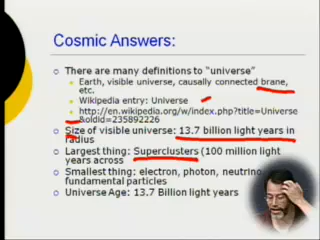 Cosmic Answers:
There are many definitions to "universe"
Earth, visible universe, causally connected brane,
etc.
Wikipedia entry: Universe
http://en.wikipedia.org/w/index.php?title=Universe
&oldid=235892226
Size of visible universe: 13.7 billion light years in
radius
Largest thing: Superclusters (100 million light
years across
Smallest thing: electron, photon, neutrino
fundamental particles
Universe Age: 13.7 Billion light years